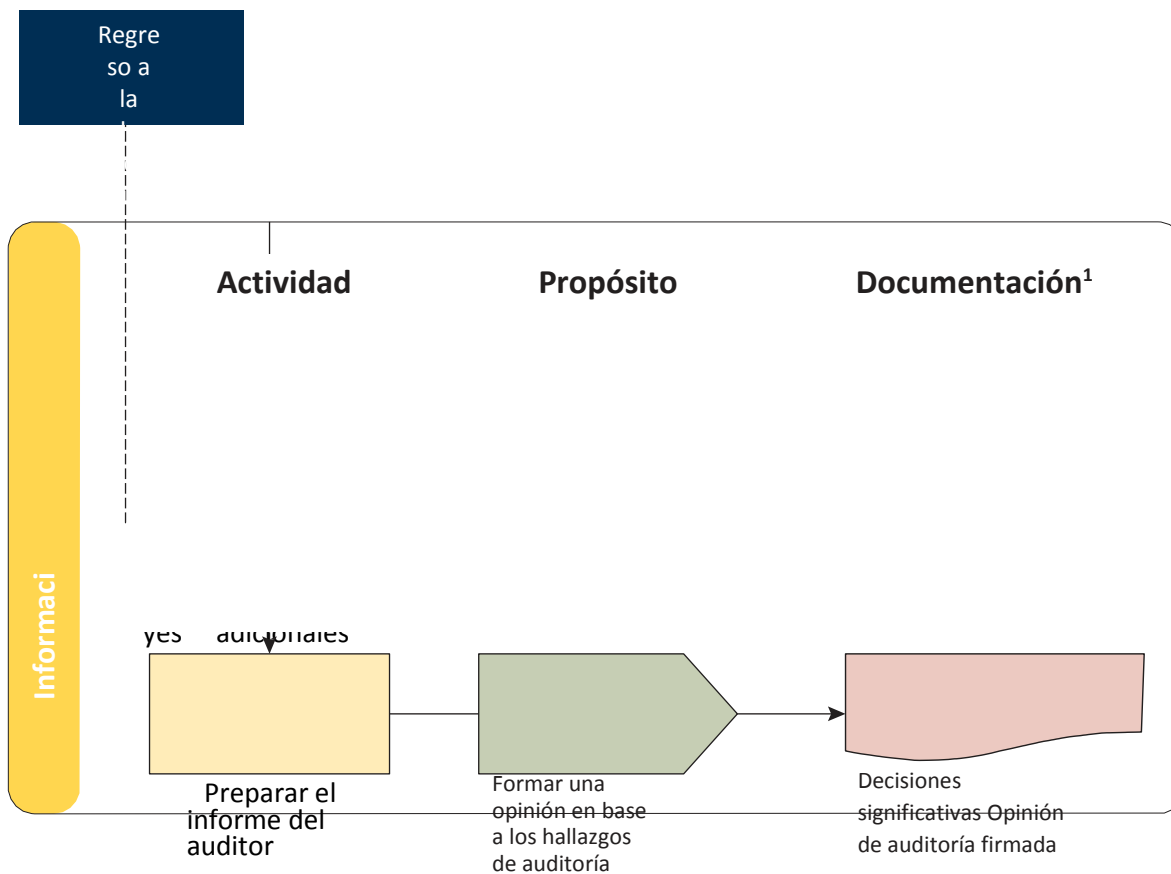 Regre
so a
la
Actividad
Propósito
Documentación¹
Informaci
yes adicionales
Preparar el
informe del
auditor
Formar una
opinión en base
a los hallazgos
de auditoría
Decisiones
significativas Opinión
de auditoría firmada